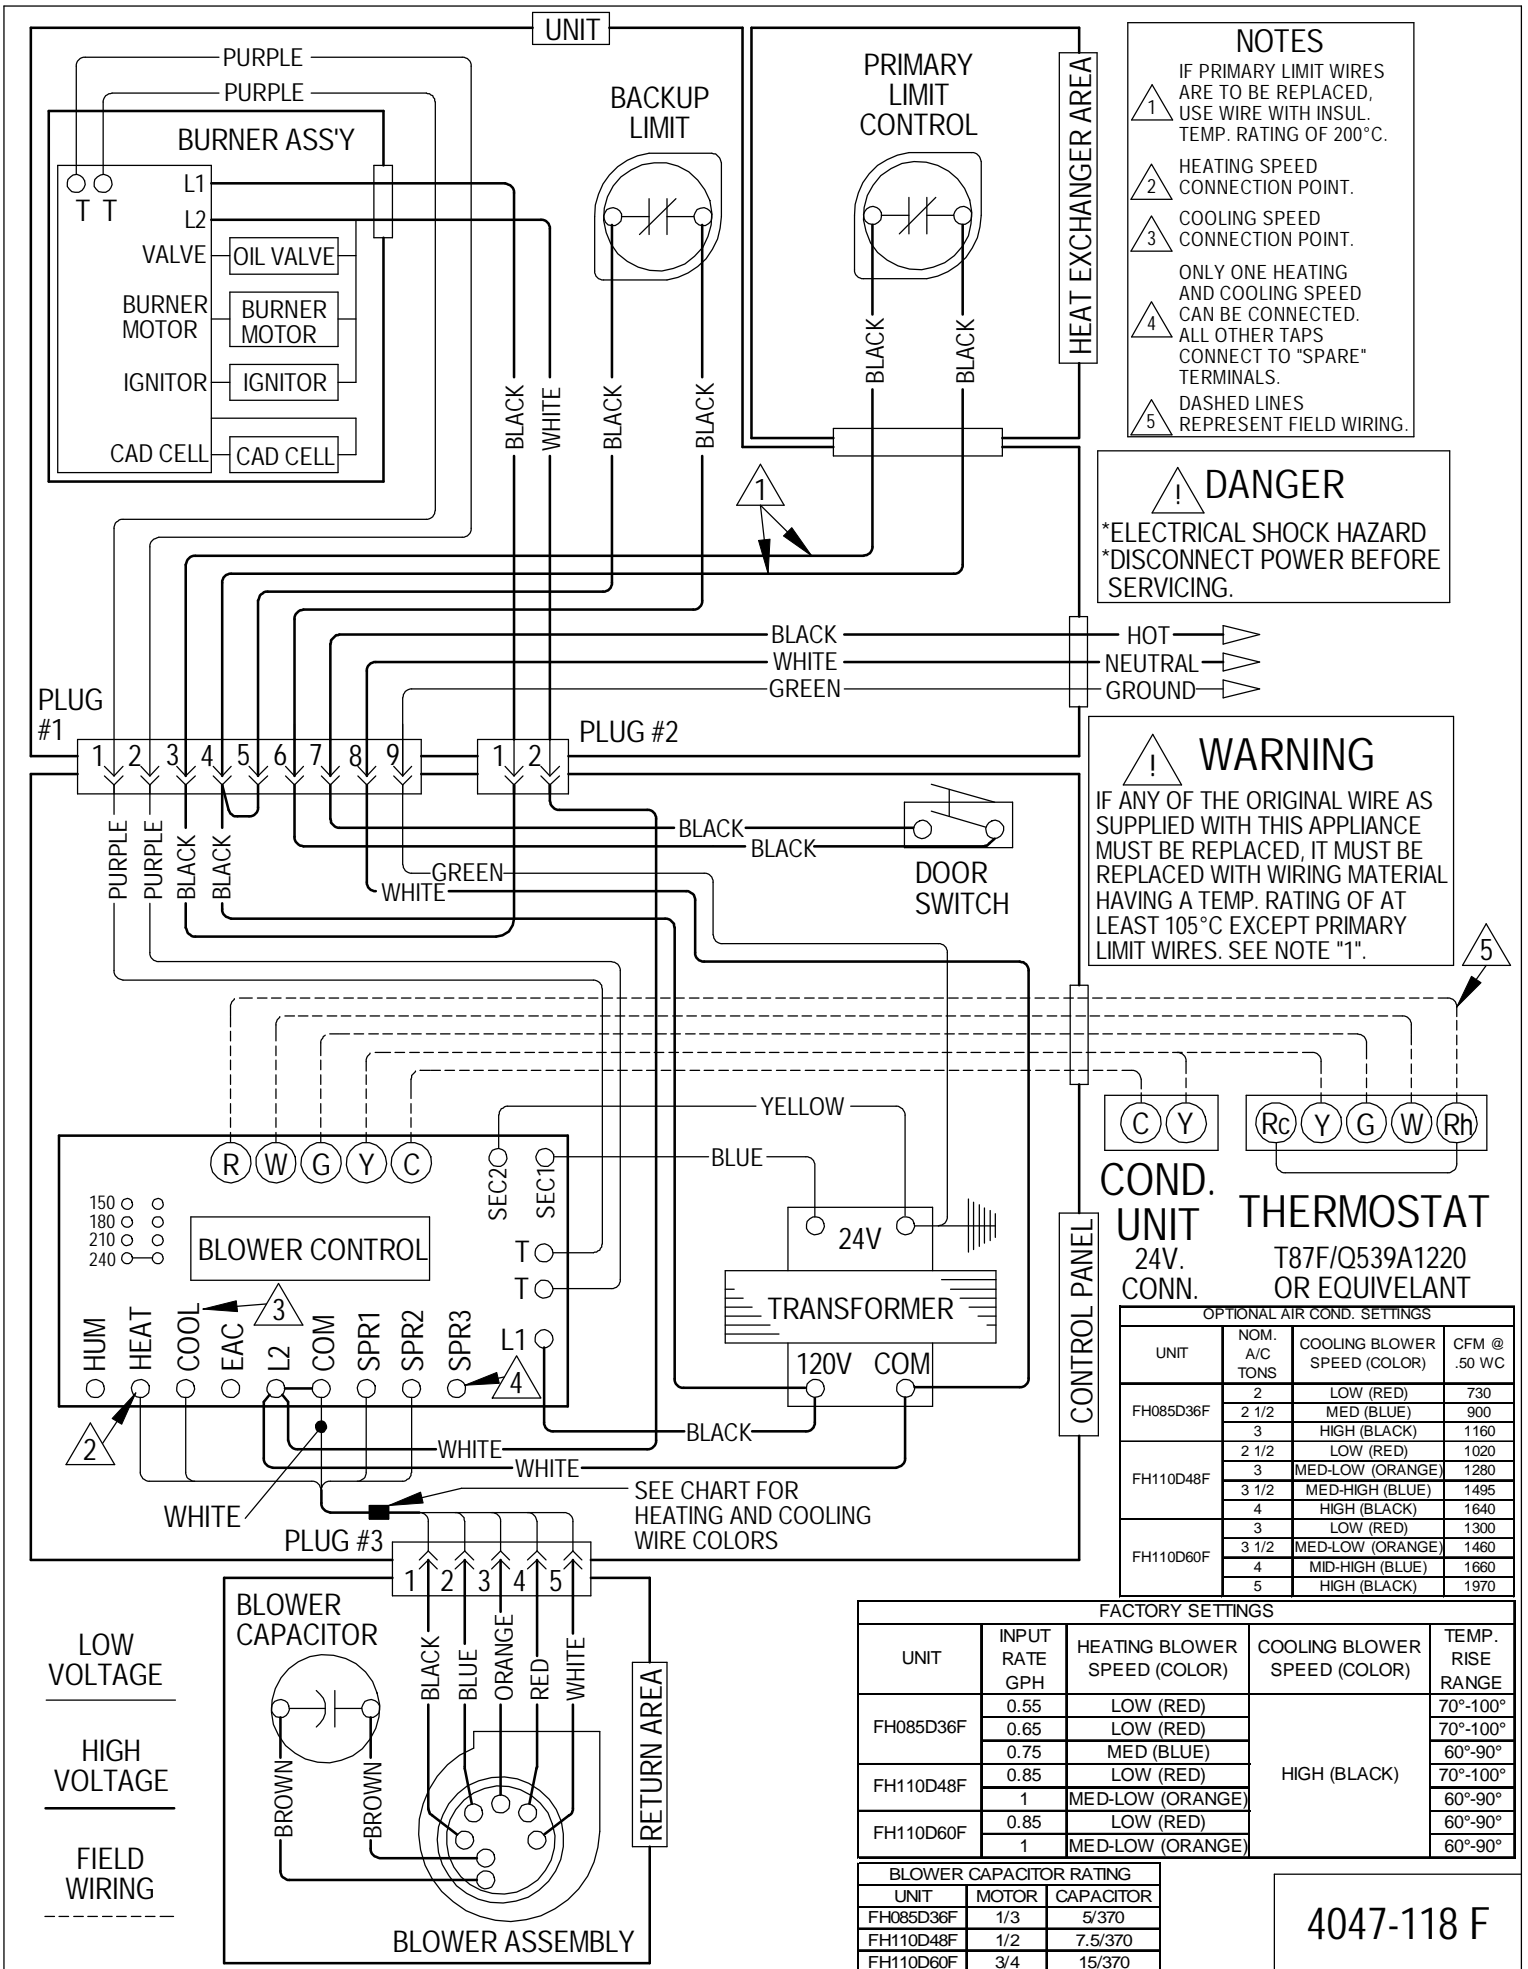 UNIT
PURPLE
PURPLE
BURNER ASS'Y
T T
L1
L2
VALVE
OIL VALVE
BURNER
MOTOR
BURNER
MOTOR
IGNITOR
IGNITOR
CAD CELL
CAD CELL
BACKUP
LIMIT
PRIMARY
LIMIT
CONTROL
HEAT EXCHANGER AREA
BLACK
WHITE
BLACK
BLACK
BLACK
BLACK
1
NOTES
1
IF PRIMARY LIMIT WIRES
ARE TO BE REPLACED,
USE WIRE WITH INSUL.
TEMP. RATING OF 200°C.
2
HEATING SPEED
CONNECTION POINT.
3
COOLING SPEED
CONNECTION POINT.
4
ONLY ONE HEATING
AND COOLING SPEED
CAN BE CONNECTED.
ALL OTHER TAPS
CONNECT TO "SPARE"
TERMINALS.
5
DASHED LINES
REPRESENT FIELD WIRING.
! DANGER
*ELECTRICAL SHOCK HAZARD
*DISCONNECT POWER BEFORE
SERVICING.
BLACK HOT
WHITE NEUTRAL
GREEN GROUND
PLUG
#1
1 2 3 4 5 6 7 8 9
1 2
PLUG #2
! WARNING
IF ANY OF THE ORIGINAL WIRE AS
SUPPLIED WITH THIS APPLIANCE
MUST BE REPLACED, IT MUST BE
REPLACED WITH WIRING MATERIAL
HAVING A TEMP. RATING OF AT
LEAST 105°C EXCEPT PRIMARY
LIMIT WIRES. SEE NOTE "1".
5
PURPLE
PURPLE
BLACK
BLACK
BLACK
BLACK
GREEN
WHITE
DOOR
SWITCH
YELLOW
BLUE
R W G Y C
SEC2
SEC1
150
180
210
240
BLOWER CONTROL
T
T
L1
3
HUM
HEAT
COOL
EAC
L2
COM
SPR1
SPR2
SPR3
4
2
24V
TRANSFORMER
120V COM
CONTROL PANEL
C Y
COND.
UNIT
24V.
CONN.
Rc Y G W Rh
THERMOSTAT
T87F/Q539A1220
OR EQUIVELANT
BLACK
WHITE
WHITE
WHITE
SEE CHART FOR
HEATING AND COOLING
WIRE COLORS
PLUG #3
1 2 3 4 5
BLACK
BLUE
ORANGE
RED
WHITE
BLOWER
CAPACITOR
BROWN
BROWN
RETURN AREA
BLOWER ASSEMBLY
LOW
VOLTAGE
HIGH
VOLTAGE
FIELD
WIRING
OPTIONAL AIR COND. SETTINGS
UNIT NOM. A/C TONS COOLING BLOWER SPEED (COLOR) CFM @ .50 WC
FH085D36F 2 LOW (RED) 730
2 1/2 MED (BLUE) 900
3 HIGH (BLACK) 1160
FH110D48F 2 1/2 LOW (RED) 1020
3 MED-LOW (ORANGE) 1280
3 1/2 MED-HIGH (BLUE) 1495
4 HIGH (BLACK) 1640
FH110D60F 3 LOW (RED) 1300
3 1/2 MED-LOW (ORANGE) 1460
4 MID-HIGH (BLUE) 1660
5 HIGH (BLACK) 1970
FACTORY SETTINGS
UNIT INPUT RATE GPH HEATING BLOWER SPEED (COLOR) COOLING BLOWER SPEED (COLOR) TEMP. RISE RANGE
FH085D36F 0.55 LOW (RED) HIGH (BLACK) 70°-100°
0.65 LOW (RED) 70°-100°
0.75 MED (BLUE) 60°-90°
FH110D48F 0.85 LOW (RED) 70°-100°
1 MED-LOW (ORANGE) 60°-90°
FH110D60F 0.85 LOW (RED) 60°-90°
1 MED-LOW (ORANGE) 60°-90°
BLOWER CAPACITOR RATING
UNIT MOTOR CAPACITOR
FH085D36F 1/3 5/370
FH110D48F 1/2 7.5/370
FH110D60F 3/4 15/370
4047-118 F